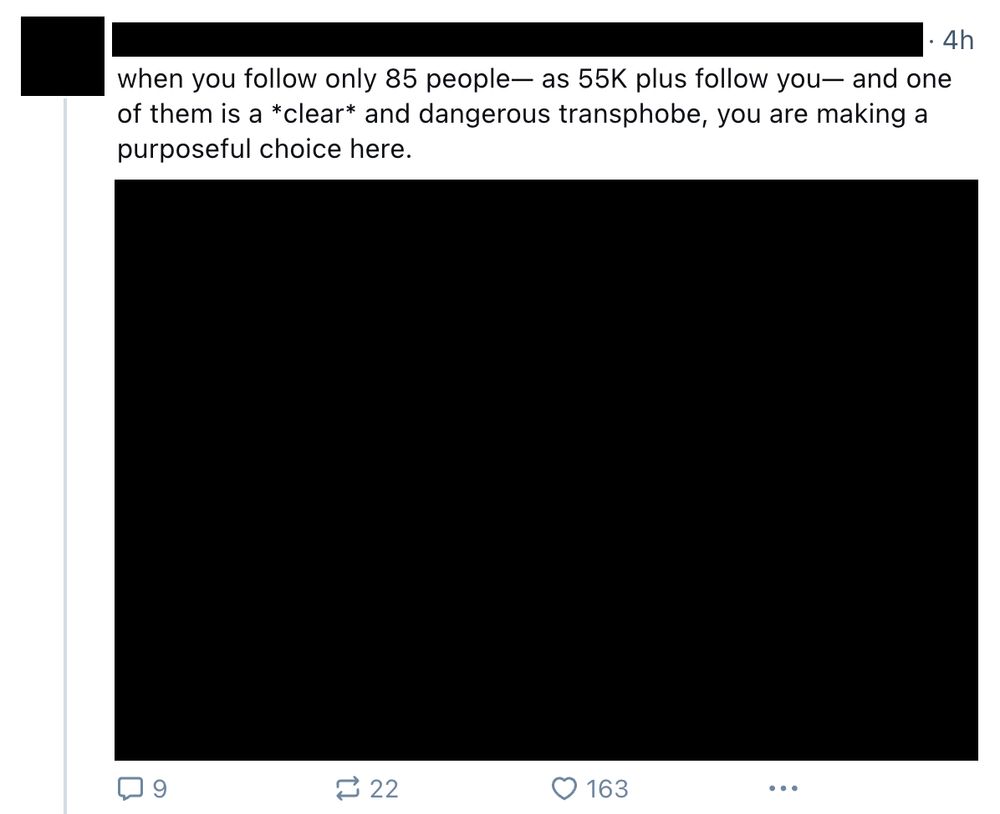 · 4h
when you follow only 85 people— as 55K plus follow you— and one
of them is a *clear* and dangerous transphobe, you are making a
purposeful choice here.
9 22 163